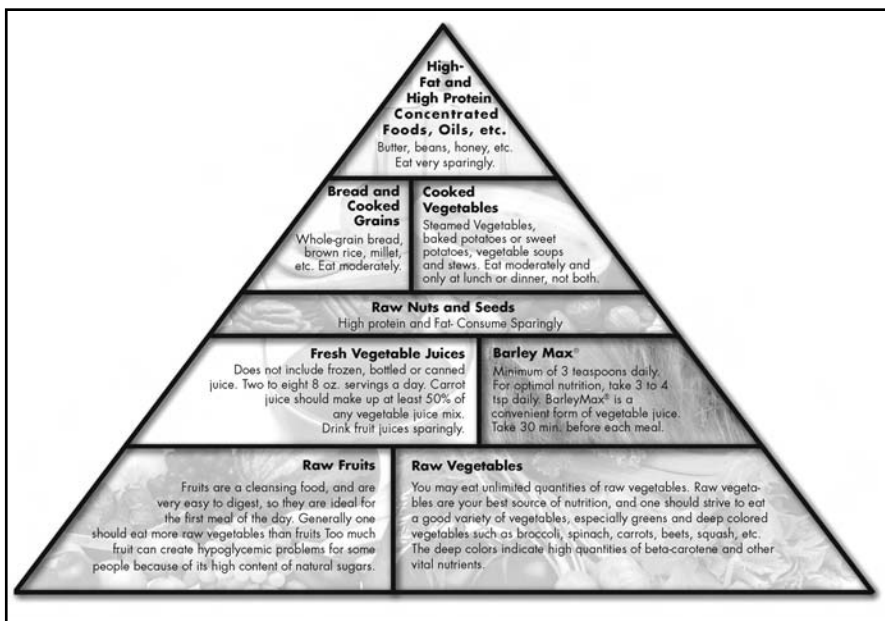 High-
Fat and
High Protein
Concentrated
Foods, Oils, etc.
Butter, beans, honey, etc.
Eat very sparingly.
Bread and
Cooked
Grains
Whole-grain bread,
brown rice, millet,
etc. Eat moderately.
Cooked
Vegetables
Steamed Vegetables,
baked potatoes or sweet
potatoes, vegetable soups
and stews. Eat moderately and
only at lunch or dinner, not both.
Raw Nuts and Seeds
High protein and Fat- Consume Sparingly
Fresh Vegetable Juices
Does not include frozen, bottled or canned
juice. Two to eight 8 oz. servings a day. Carrot
juice should make up at least 50% of
any vegetable juice mix.
Drink fruit juices sparingly.
Barley Max®
Minimum of 3 teaspoons daily.
For optimal nutrition, take 3 to 4
tsp daily. BarleyMax® is a
convenient form of vegetable juice.
Take 30 min. before each meal.
Raw Fruits
Fruits are a cleansing food, and are
very easy to digest, so they are ideal for
the first meal of the day. Generally one
should eat more raw vegetables than fruits Too much
fruit can create hypoglycemic problems for some
people because of its high content of natural sugars.
Raw Vegetables
You may eat unlimited quantities of raw vegetables. Raw vegeta-
bles are your best source of nutrition, and one should strive to eat
a good variety of vegetables, especially greens and deep colored
vegetables such as broccoli, spinach, carrots, beets, squash, etc.
The deep colors indicate high quantities of beta-carotene and other
vital nutrients.